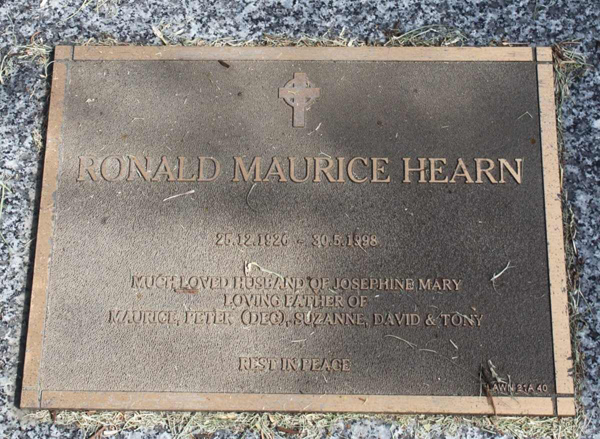 RONALD MAURICE HEARN
25.12.1926 - 30.5.1998
MUCH LOVED HUSBAND OF JOSEPHINE MARY
LOVING FATHER OF
MAURICE, PETER (DEC), SUZANNE, DAVID & TONY
REST IN PEACE
LAWN 21A 40